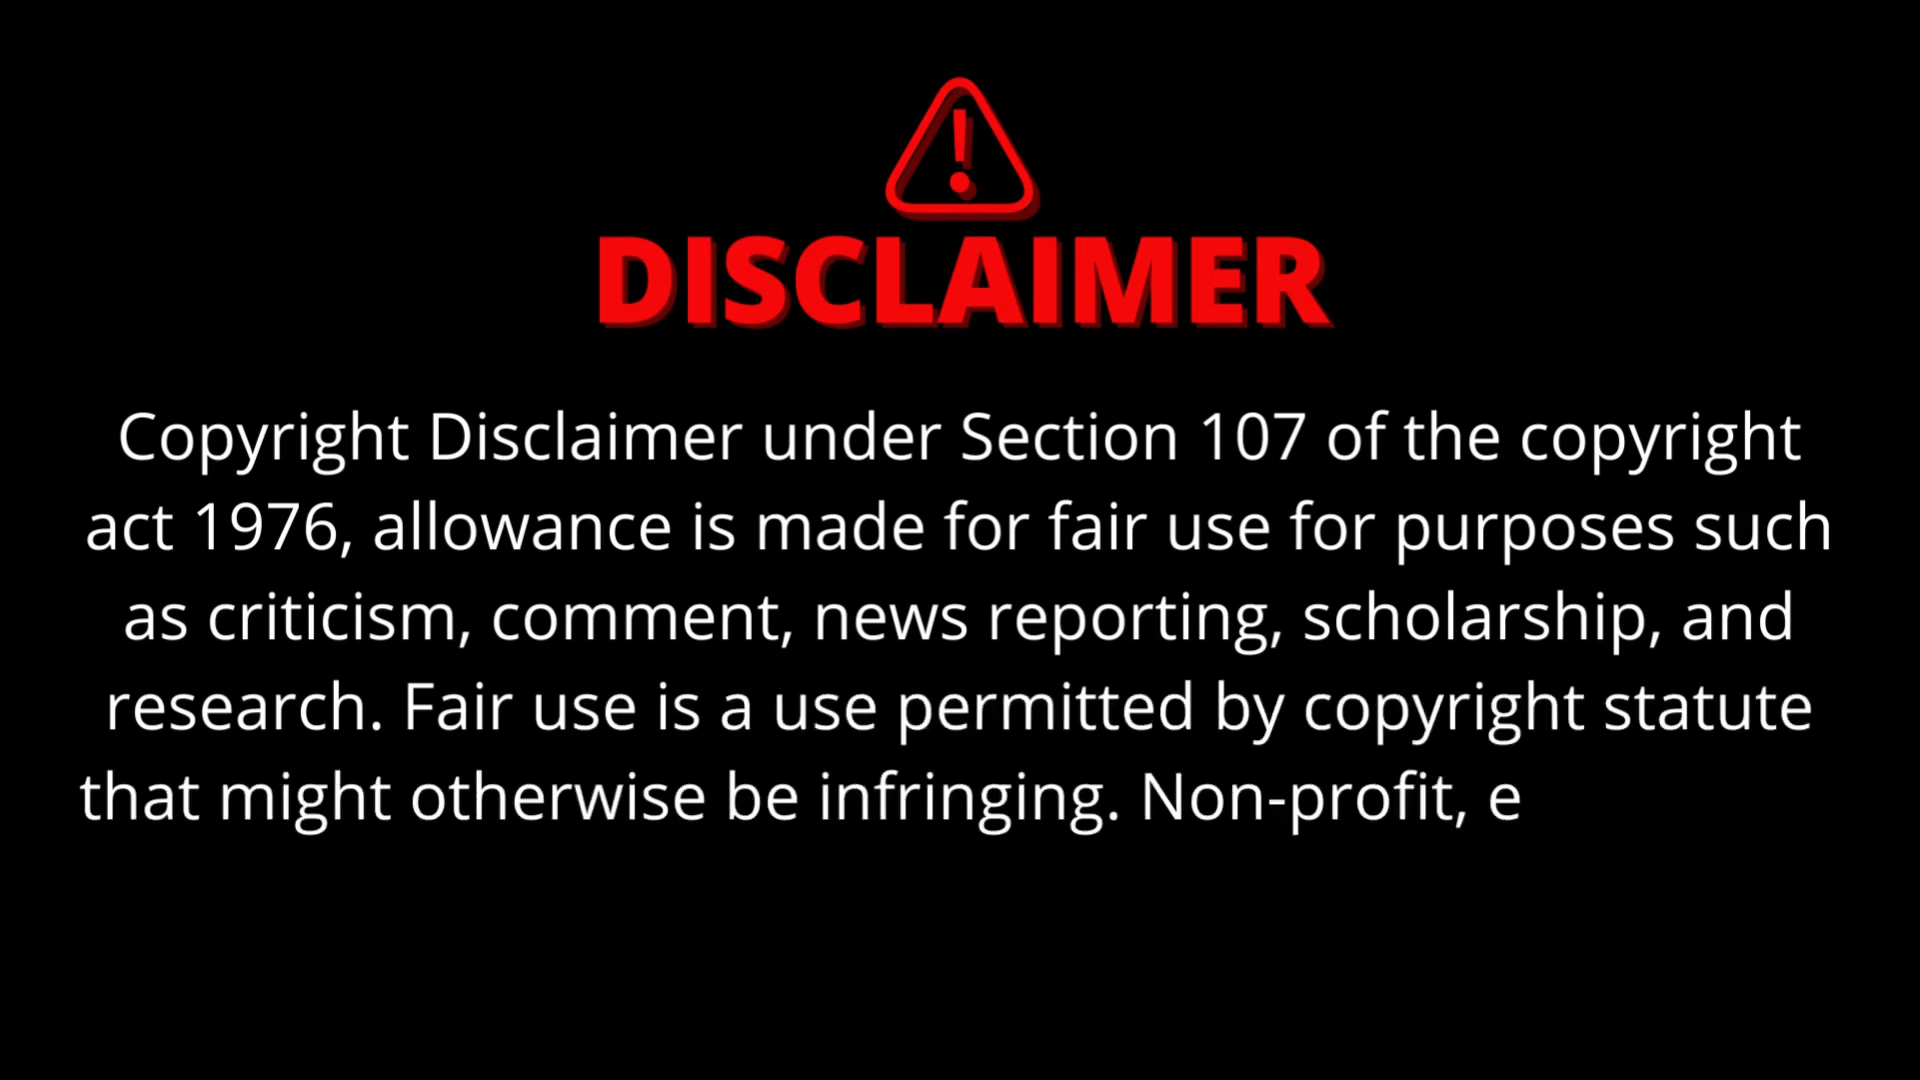 DISCLAIMER
Copyright Disclaimer under Section 107 of the copyright
act 1976, allowance is made for fair use for purposes such
as criticism, comment, news reporting, scholarship, and
research. Fair use is a use permitted by copyright statute
that might otherwise be infringing. Non-profit, e